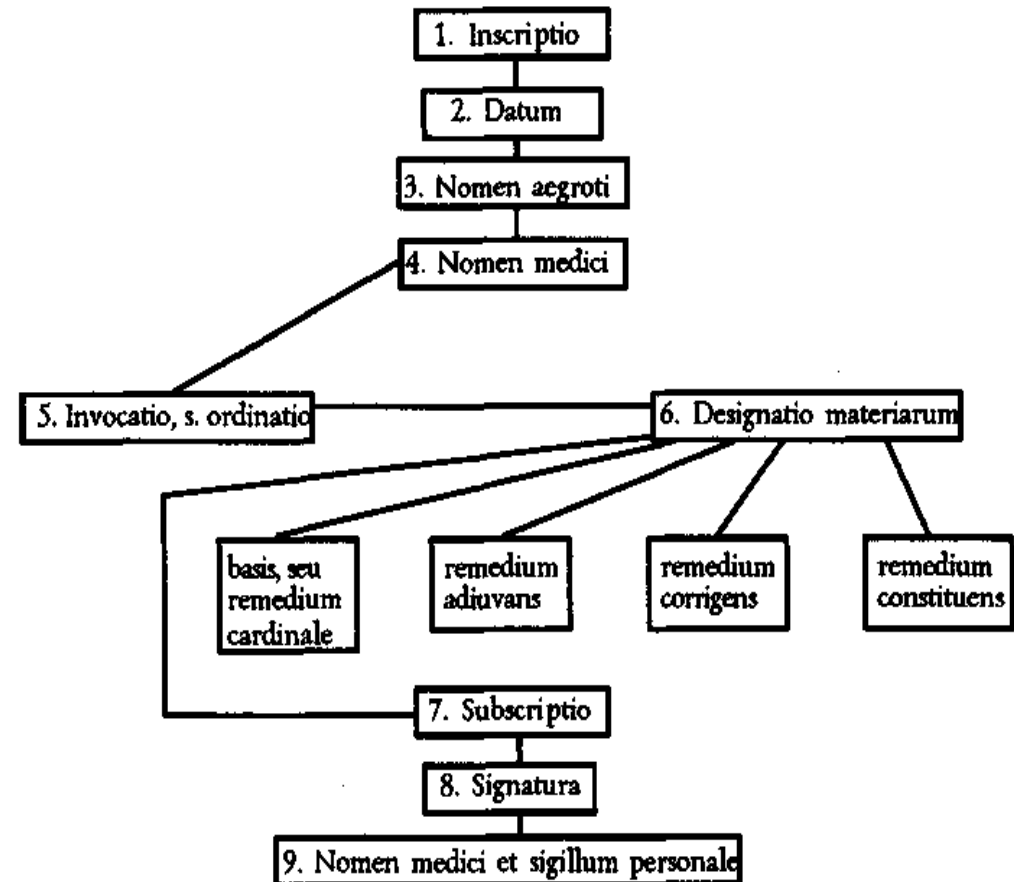 1. Inscriptio
2. Datum
3. Nomen aegroti
4. Nomen medici
5. Invocatio, s. ordinatio
6. Designatio materiarum
basis, seu
remedium
cardinale
remedium
adiuvans
remedium
corrigens
remedium
constituens
7. Subscriptio
8. Signatura
9. Nomen medici et sigillum personale